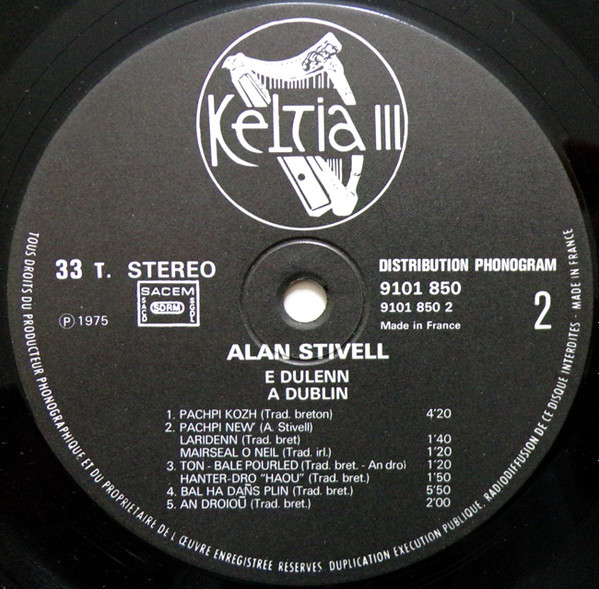 KELTIA III
33 T. STEREO
SACEM
SACD SDRM SGDL
℗ 1975
DISTRIBUTION PHONOGRAM
9101 850
9101 850 2
Made in France
2
ALAN STIVELL
E DULENN
A DUBLIN
1. PACHPI KOZH (Trad. breton) 4'20
2. PACHPI NEW' (A. Stivell)
LARIDENN (Trad. bret) 1'40
MAIRSEAL O NEIL (Trad. irl.) 1'20
3. TON - BALE POURLED (Trad. bret. - An dro) 1'20
HANTER-DRO "HAOU" (Trad. bret.) 1'50
4. BAL HA DAÑS PLIN (Trad. bret.) 5'50
5. AN DROIOÙ (Trad. bret.) 2'00
TOUS DROITS DU PRODUCTEUR PHONOGRAPHIQUE ET DU PROPRIETAIRE DE L ŒUVRE ENREGISTREE RESERVES DUPLICATION EXECUTION PUBLIQUE, RADIODIFFUSION DE CE DISQUE INTERDITES - MADE IN FRANCE